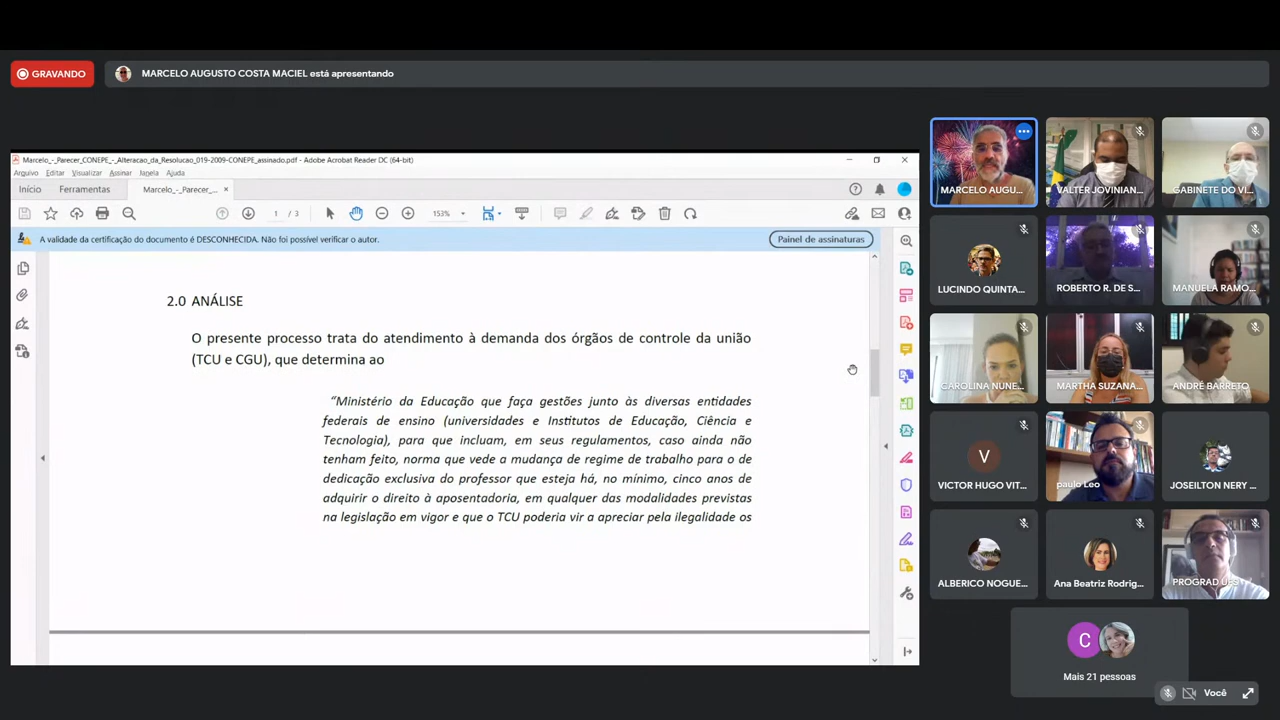 GRAVANDO
MARCELO AUGUSTO COSTA MACIEL está apresentando
Marcelo_-_Parecer_CONEPE_-_Alteracao_da_Resolucao_019-2009-CONEPE_assinado.pdf - Adobe Acrobat Reader DC (64-bit)
Arquivo Editar Visualizar Assinar Janela Ajuda
Início Ferramentas Marcelo_-_Parecer_...
1 / 3 153%
A validade da certificação do documento é DESCONHECIDA. Não foi possível verificar o autor.
Painel de assinaturas
2.0 ANÁLISE
O presente processo trata do atendimento à demanda dos órgãos de controle da união
(TCU e CGU), que determina ao
“Ministério da Educação que faça gestões junto às diversas entidades
federais de ensino (universidades e Institutos de Educação, Ciência e
Tecnologia), para que incluam, em seus regulamentos, caso ainda não
tenham feito, norma que vede a mudança de regime de trabalho para o de
dedicação exclusiva do professor que esteja há, no mínimo, cinco anos de
adquirir o direito à aposentadoria, em qualquer das modalidades previstas
na legislação em vigor e que o TCU poderia vir a apreciar pela ilegalidade os
MARCELO AUGU...
VALTER JOVINIAN...
GABINETE DO VI...
LUCINDO QUINTA...
ROBERTO R. DE S...
MANUELA RAMO...
CAROLINA NUNE...
MARTHA SUZANA...
ANDRÉ BARRETO
V
VICTOR HUGO VIT...
paulo Leo
JOSEILTON NERY ...
ALBERICO NOGUE...
Ana Beatriz Rodrig...
PROGRAD UFS
C
Mais 21 pessoas
Você